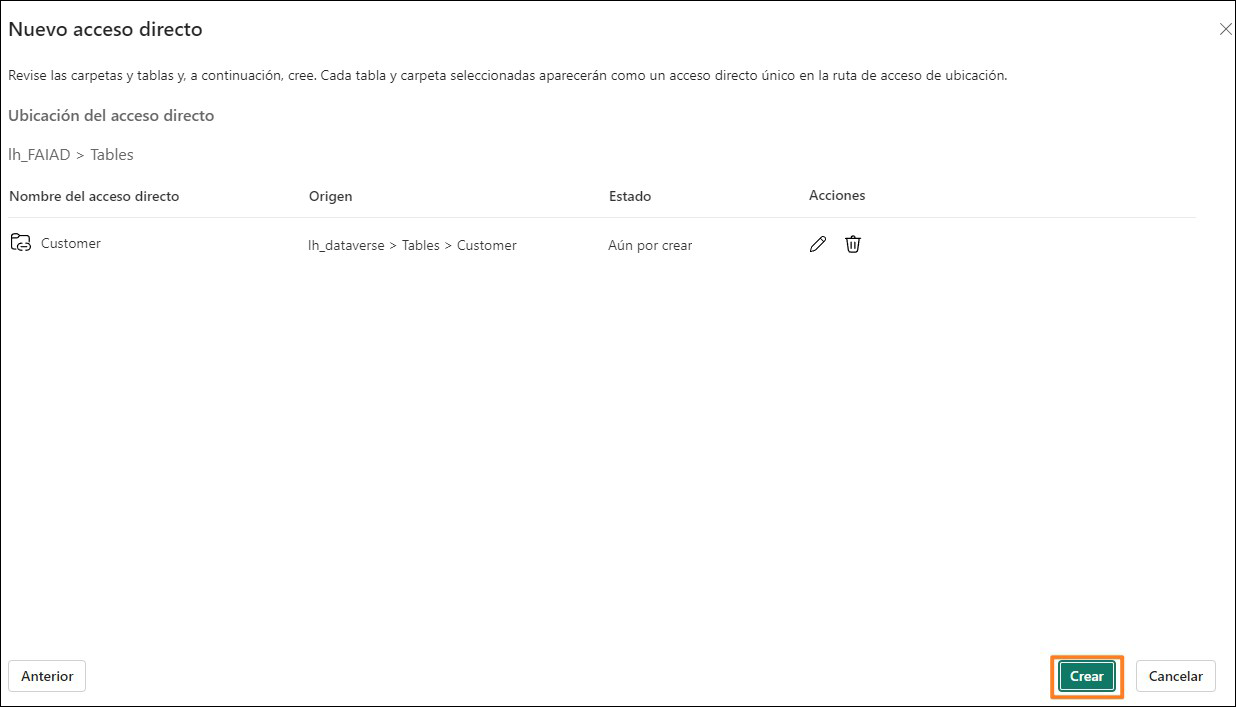 Nuevo acceso directo
Revise las carpetas y tablas y, a continuación, cree. Cada tabla y carpeta seleccionadas aparecerán como un acceso directo único en la ruta de acceso de ubicación.
Ubicación del acceso directo
lh_FAIAD > Tables
Nombre del acceso directo Origen Estado Acciones
Customer lh_dataverse > Tables > Customer Aún por crear
Anterior Crear Cancelar